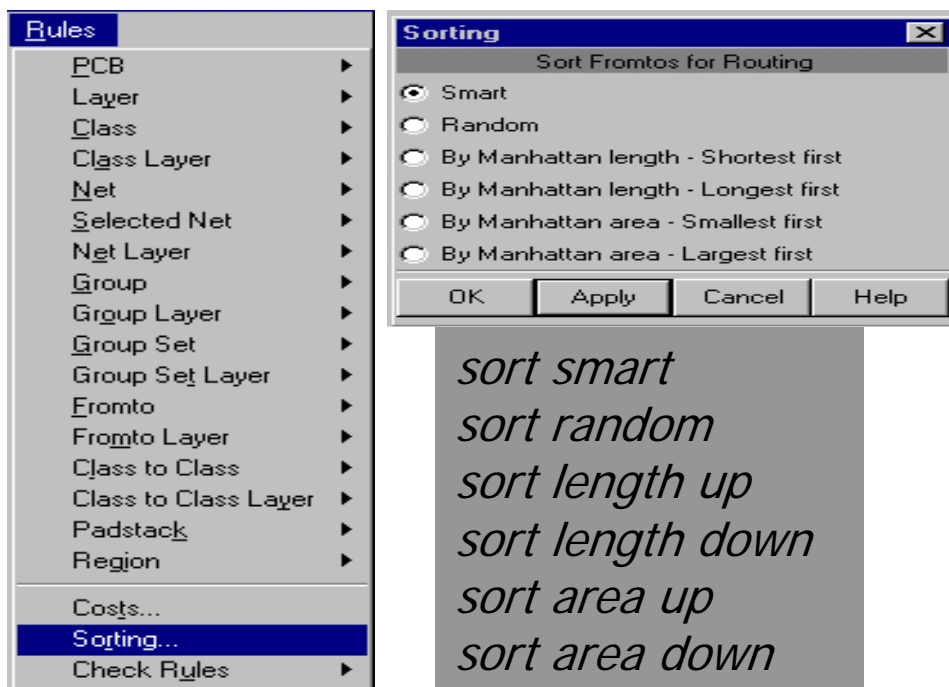 Rules
PCB
Layer
Class
Class Layer
Net
Selected Net
Net Layer
Group
Group Layer
Group Set
Group Set Layer
Fromto
Fromto Layer
Class to Class
Class to Class Layer
Padstack
Region
Costs...
Sorting...
Check Rules
Sorting
Sort Fromtos for Routing
Smart
Random
By Manhattan length - Shortest first
By Manhattan length - Longest first
By Manhattan area - Smallest first
By Manhattan area - Largest first
OK Apply Cancel Help
sort smart
sort random
sort length up
sort length down
sort area up
sort area down